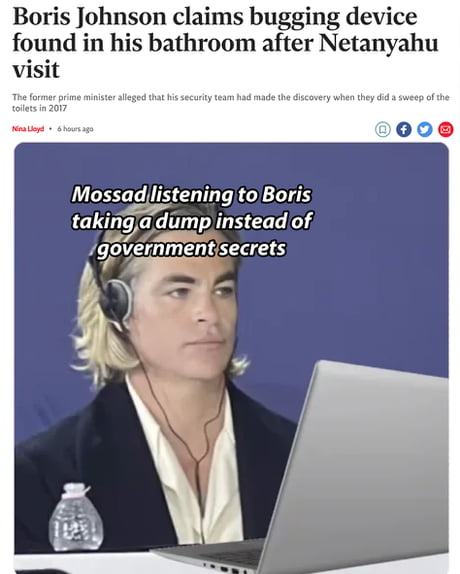 Boris Johnson claims bugging device
found in his bathroom after Netanyahu
visit
The former prime minister alleged that his security team had made the discovery when they did a sweep of the
toilets in 2017
Nina Lloyd • 6 hours ago
Mossad listening to Boris
taking a dump instead of
government secrets